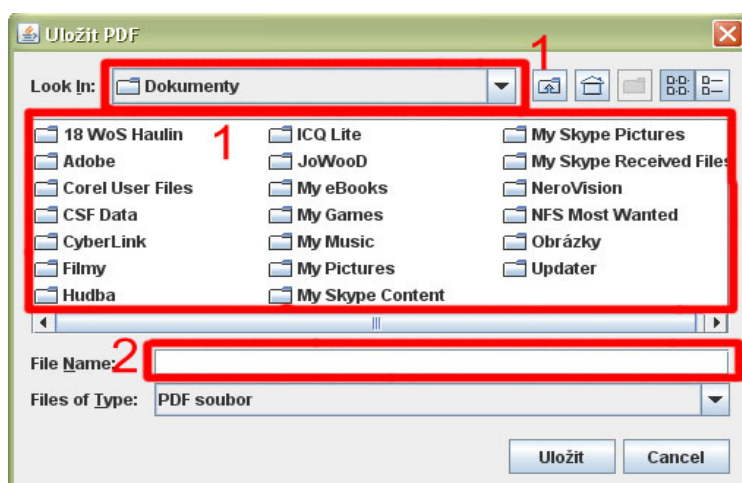 Uložit PDF
1
Look In: Dokumenty
1
18 WoS Haulin ICQ Lite My Skype Pictures
Adobe JoWooD My Skype Received Files
Corel User Files My eBooks NeroVision
CSF Data My Games NFS Most Wanted
CyberLink My Music Obrázky
Filmy My Pictures Updater
Hudba My Skype Content
2
File Name:
Files of Type: PDF soubor
Uložit Cancel